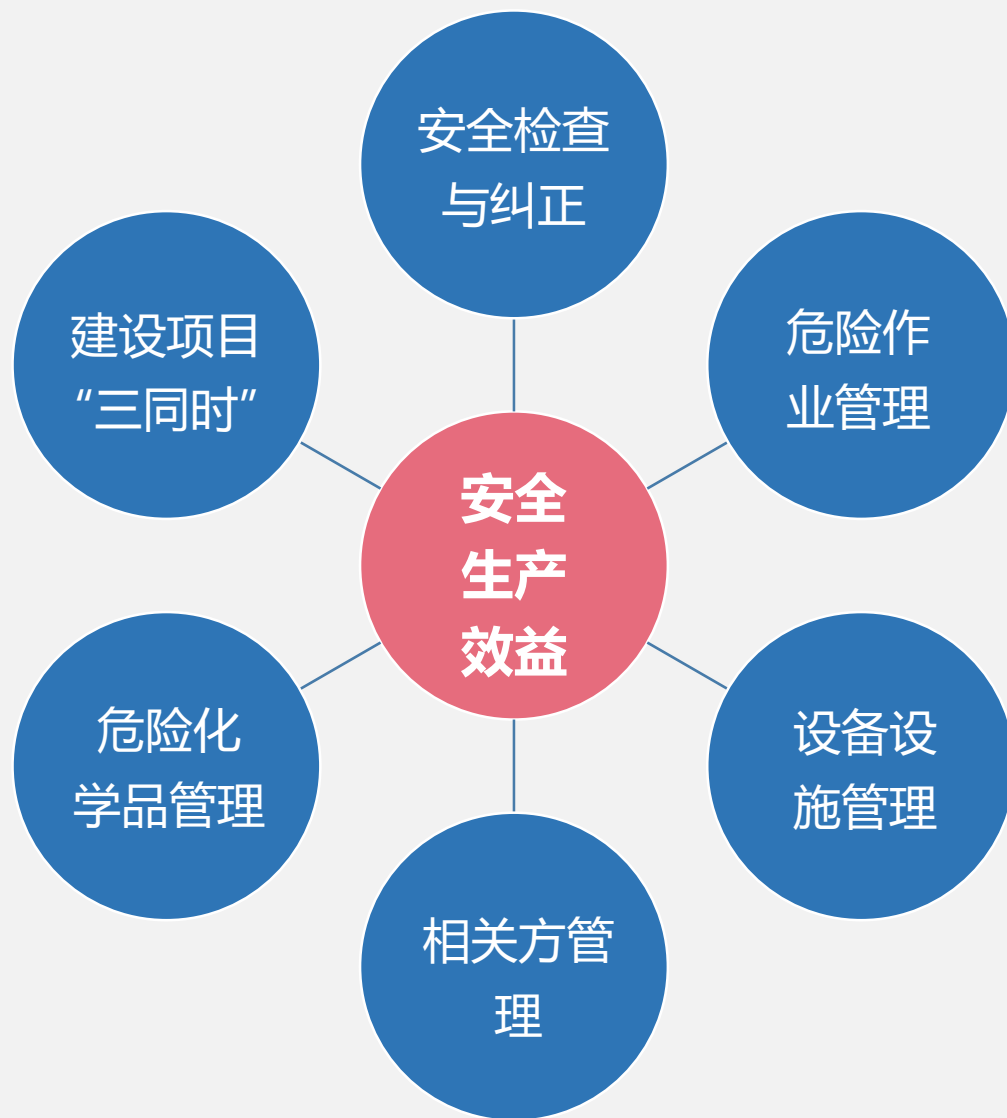 安全检查
与纠正
建设项目
“三同时”
危险作
业管理
安全
生产
效益
危险化
学品管理
设备设
施管理
相关方管
理